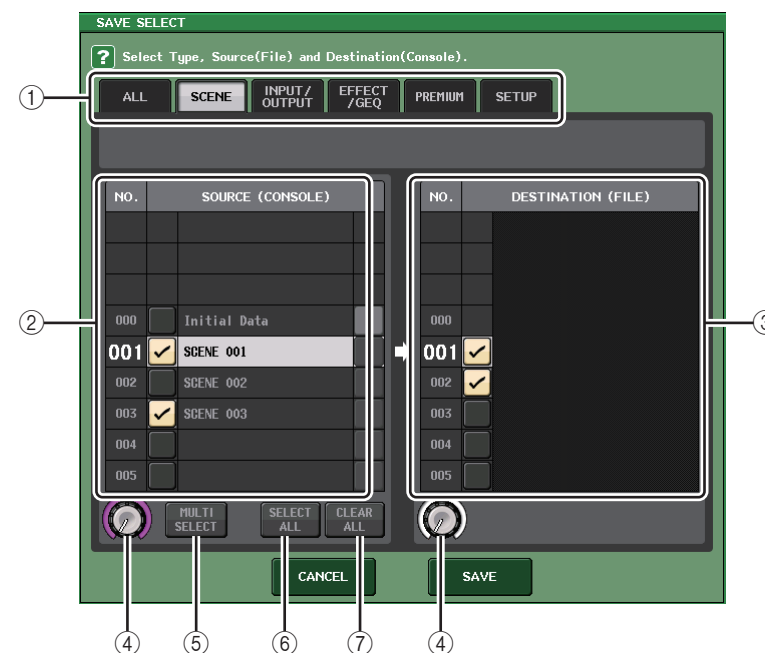 SAVE SELECT
? Select Type, Source(File) and Destination(Console).
① ALL SCENE INPUT/OUTPUT EFFECT/GEQ PREMIUM SETUP
NO. SOURCE (CONSOLE) NO. DESTINATION (FILE)
② 000 Initial Data 000 ③
001 SCENE 001 001
002 SCENE 002 002
003 SCENE 003 003
004 004
005 005
MULTI SELECT SELECT ALL CLEAR ALL
CANCEL SAVE
④ ⑤ ⑥ ⑦ ④